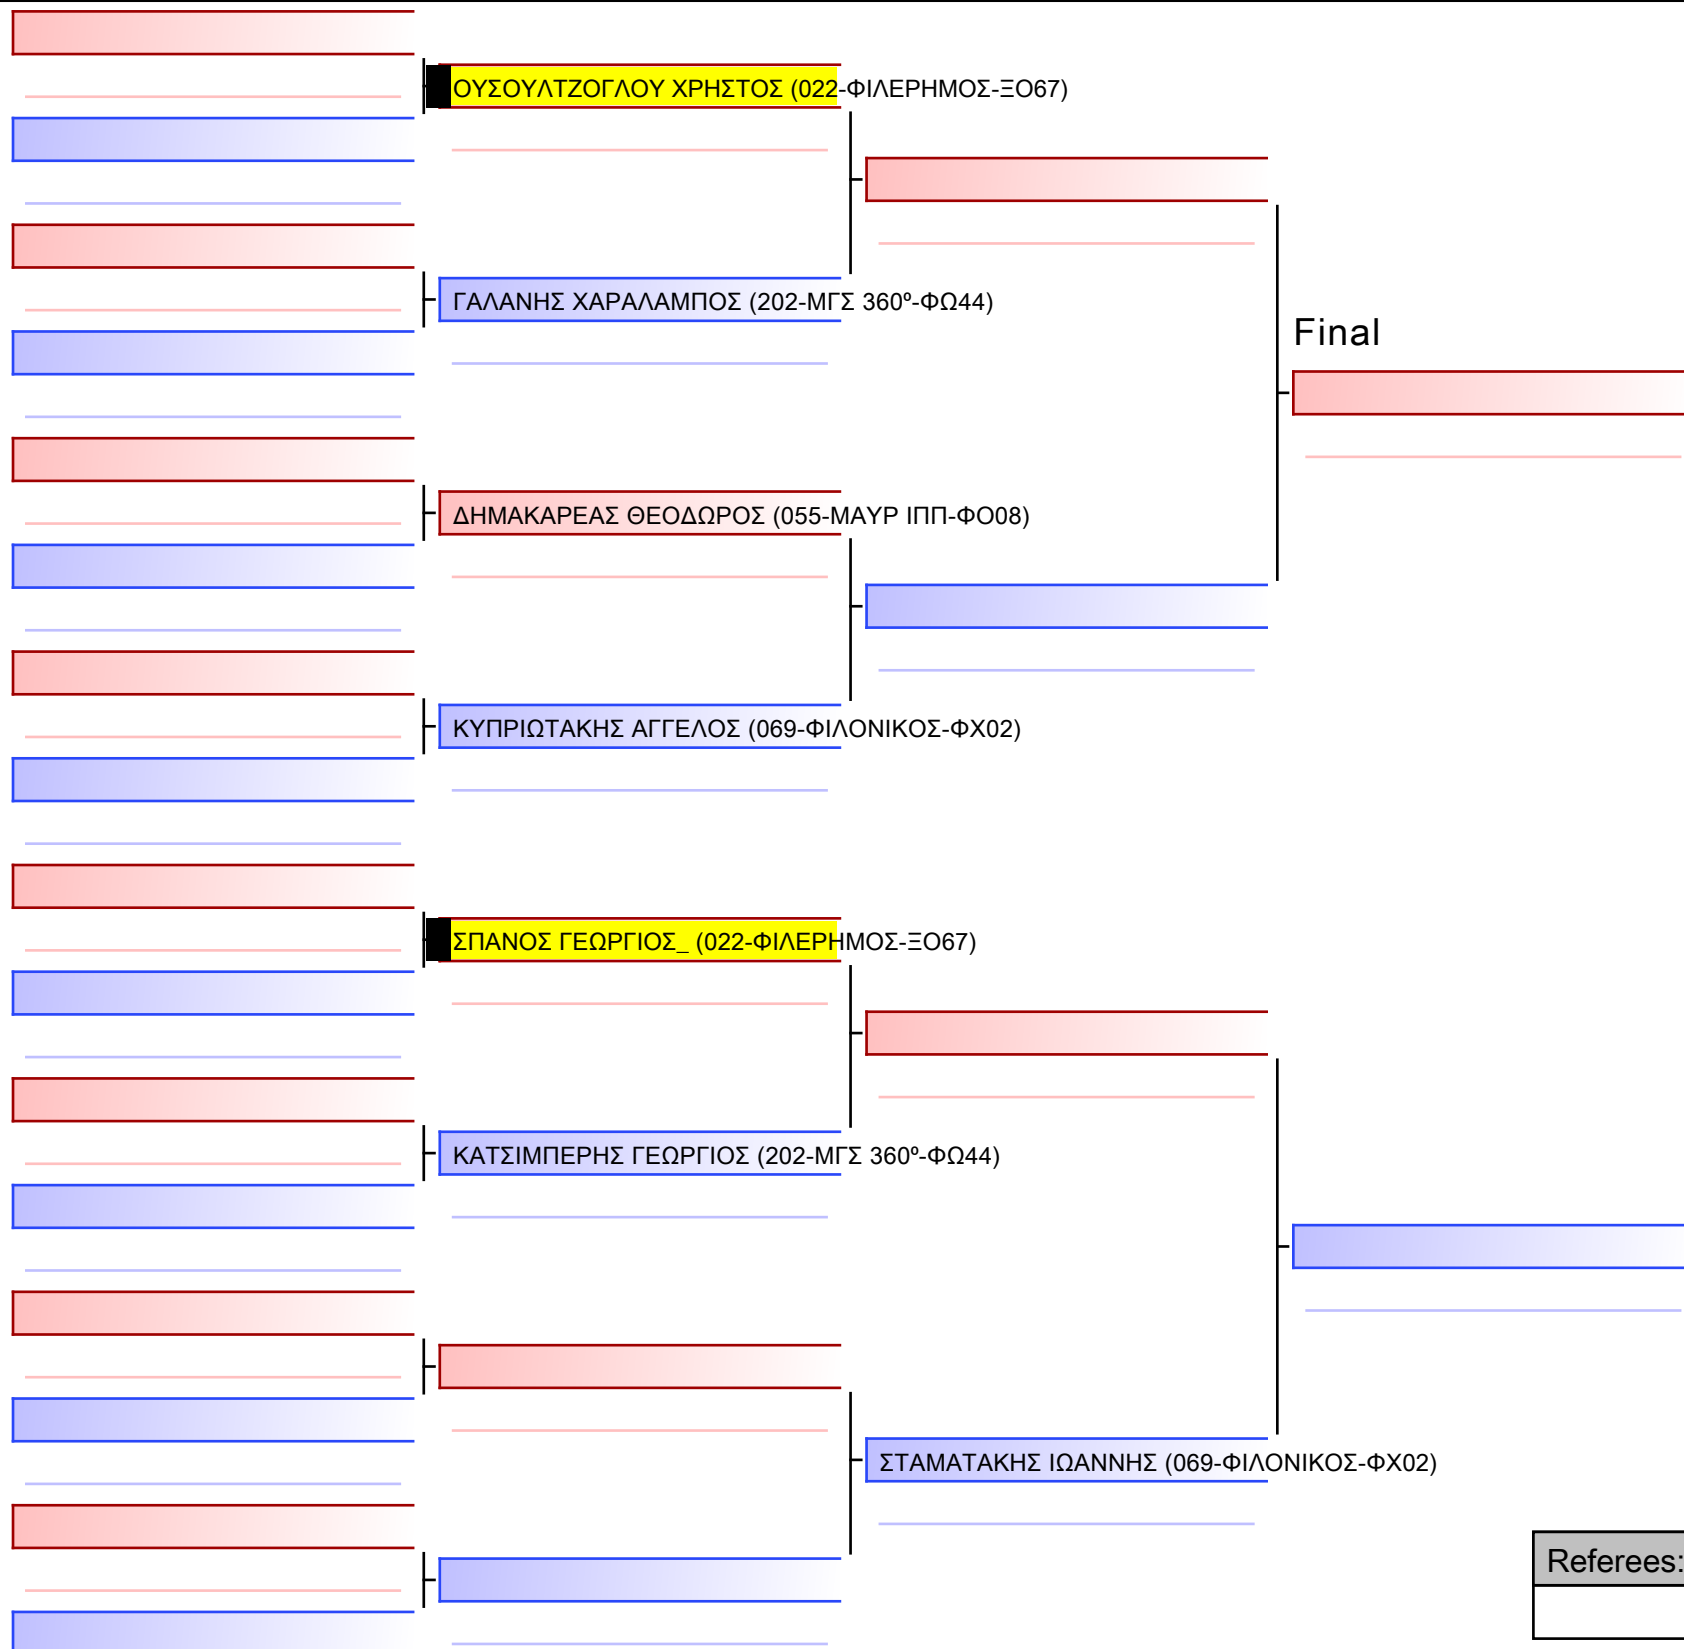 ΟΥΣΟΥΛΤΖΟΓΛΟΥ ΧΡΗΣΤΟΣ (022-ΦΙΛΕΡΗΜΟΣ-ΞΟ67)
ΓΑΛΑΝΗΣ ΧΑΡΑΛΑΜΠΟΣ (202-ΜΓΣ 360º-ΦΩ44)
Final
ΔΗΜΑΚΑΡΕΑΣ ΘΕΟΔΩΡΟΣ (055-ΜΑΥΡ ΙΠΠ-ΦΟ08)
ΚΥΠΡΙΩΤΑΚΗΣ ΑΓΓΕΛΟΣ (069-ΦΙΛΟΝΙΚΟΣ-ΦΧ02)
ΣΠΑΝΟΣ ΓΕΩΡΓΙΟΣ_ (022-ΦΙΛΕΡΗΜΟΣ-ΞΟ67)
ΚΑΤΣΙΜΠΕΡΗΣ ΓΕΩΡΓΙΟΣ (202-ΜΓΣ 360º-ΦΩ44)
ΣΤΑΜΑΤΑΚΗΣ ΙΩΑΝΝΗΣ (069-ΦΙΛΟΝΙΚΟΣ-ΦΧ02)
Referees: